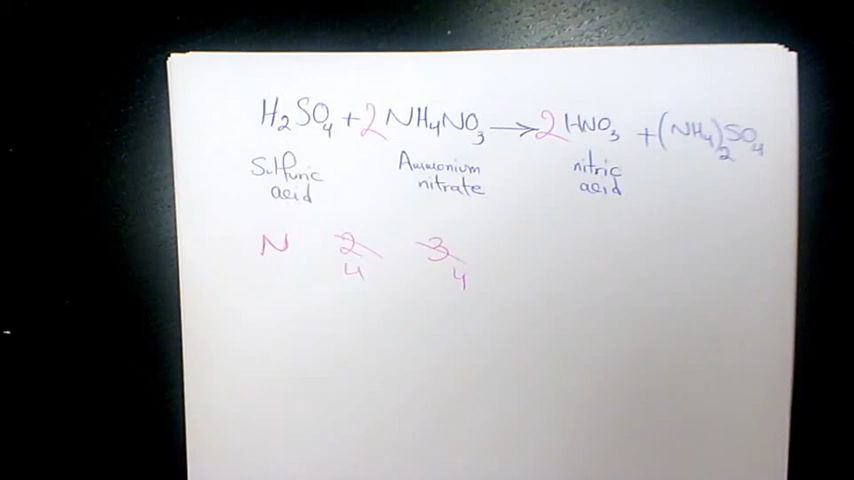 H₂SO₄ + 2 NH₄NO₃ → 2 HNO₃ + (NH₄)₂SO₄
Sulfuric Ammonium nitric
acid nitrate acid
N 2 3
4 4